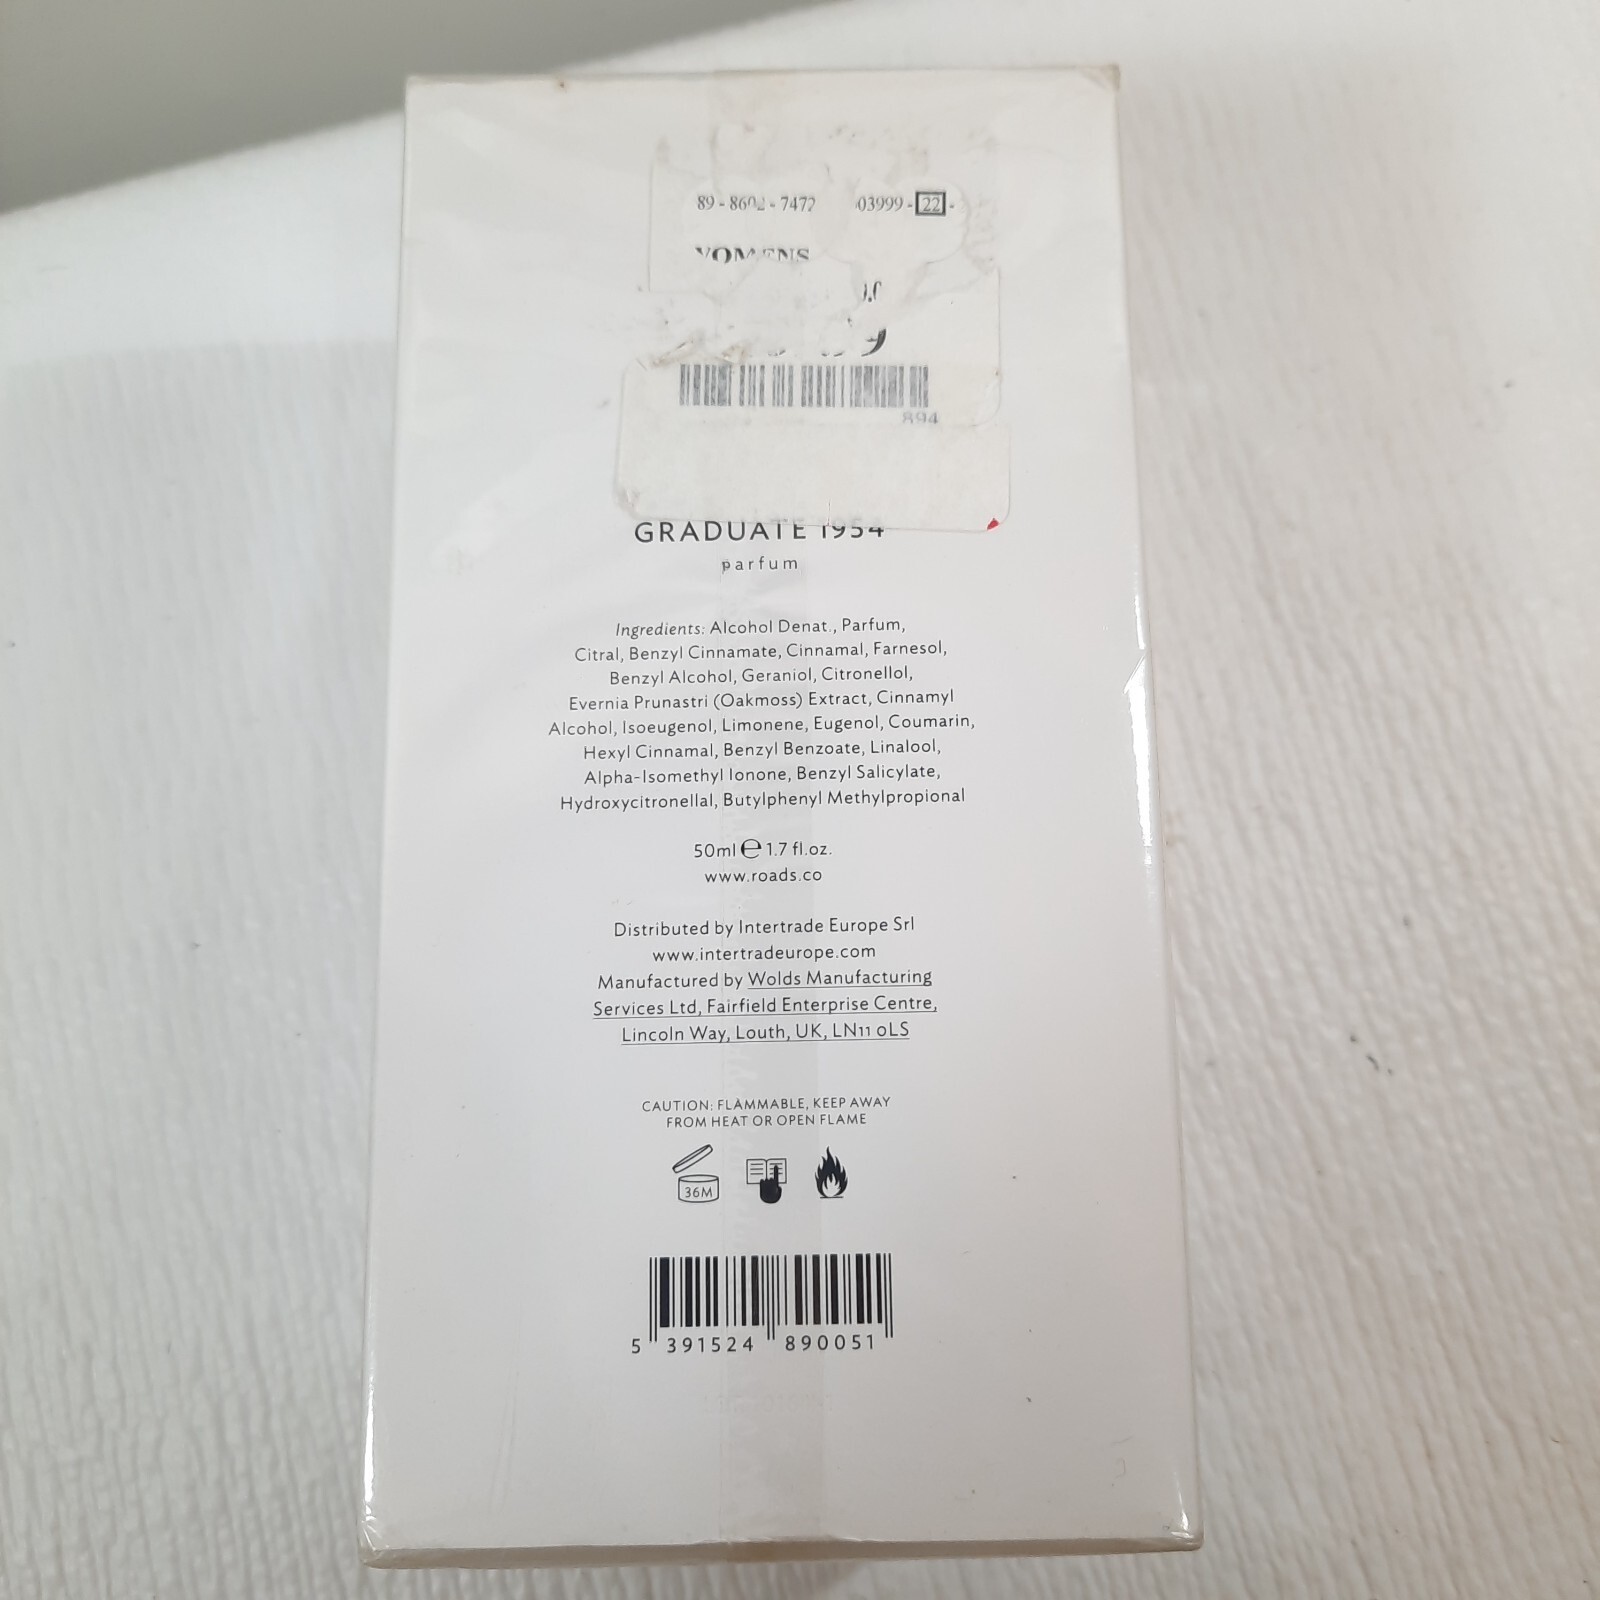 89 - 86 - 7472 03999 - 22 -
894
GRADUATE 1954
parfum
Ingredients: Alcohol Denat., Parfum,
Citral, Benzyl Cinnamate, Cinnamal, Farnesol,
Benzyl Alcohol, Geraniol, Citronellol,
Evernia Prunastri (Oakmoss) Extract, Cinnamyl
Alcohol, Isoeugenol, Limonene, Eugenol, Coumarin,
Hexyl Cinnamal, Benzyl Benzoate, Linalool,
Alpha-Isomethyl Ionone, Benzyl Salicylate,
Hydroxycitronellal, Butylphenyl Methylpropional
50ml ℮ 1.7 fl.oz.
www.roads.co
Distributed by Intertrade Europe Srl
www.intertradeurope.com
Manufactured by Wolds Manufacturing
Services Ltd, Fairfield Enterprise Centre,
Lincoln Way, Louth, UK, LN11 0LS
CAUTION: FLAMMABLE, KEEP AWAY
FROM HEAT OR OPEN FLAME
36M
5 391524 890051